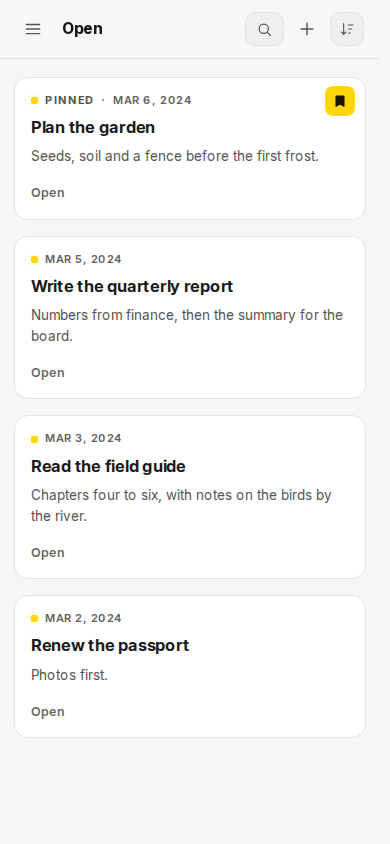 Open
PINNED · MAR 6, 2024
Plan the garden
Seeds, soil and a fence before the first frost.
Open
MAR 5, 2024
Write the quarterly report
Numbers from finance, then the summary for the
board.
Open
MAR 3, 2024
Read the field guide
Chapters four to six, with notes on the birds by
the river.
Open
MAR 2, 2024
Renew the passport
Photos first.
Open